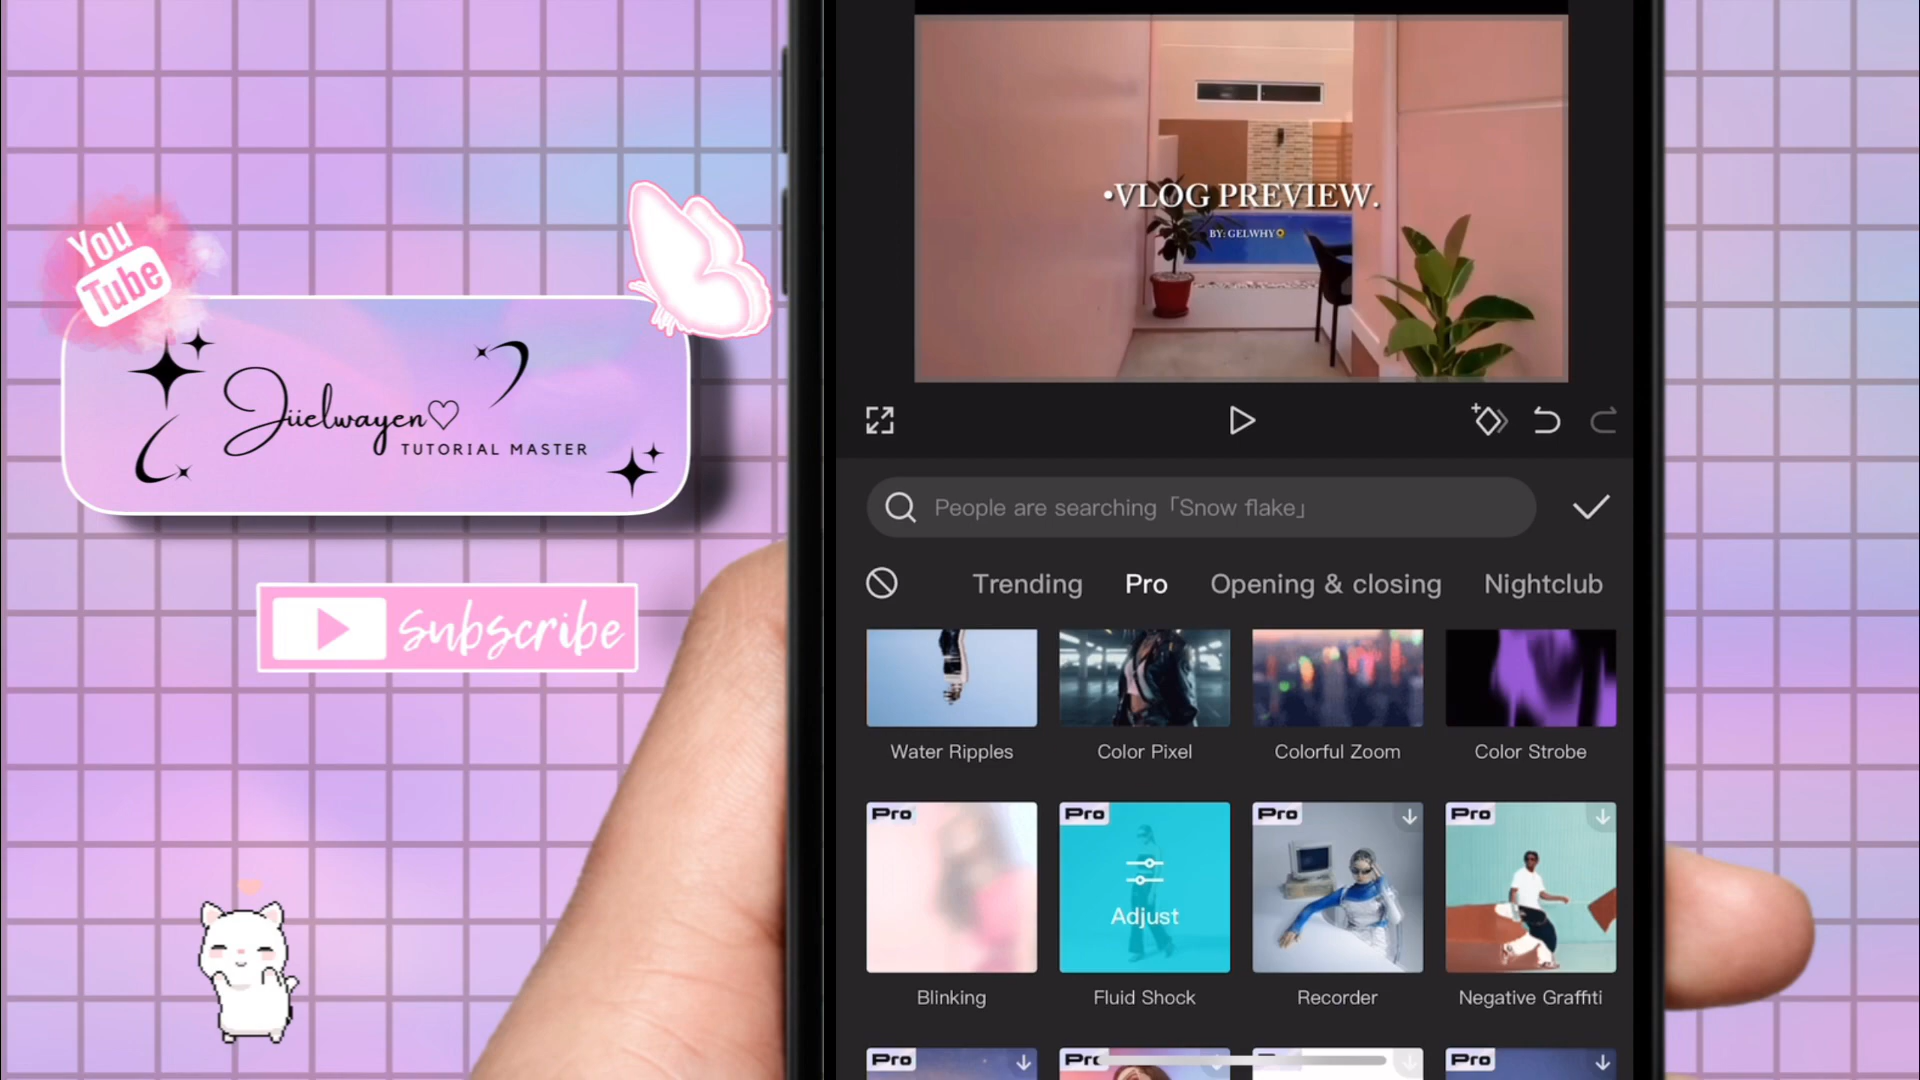 You
Tube
Jüelwayen♡
TUTORIAL MASTER
Subscribe
•VLOG PREVIEW.
BY: GELWHY🌻
People are searching「Snow flake」
Trending Pro Opening & closing Nightclub
Water Ripples Color Pixel Colorful Zoom Color Strobe
Pro Pro Pro Pro
Adjust
Blinking Fluid Shock Recorder Negative Graffiti
Pro Pro